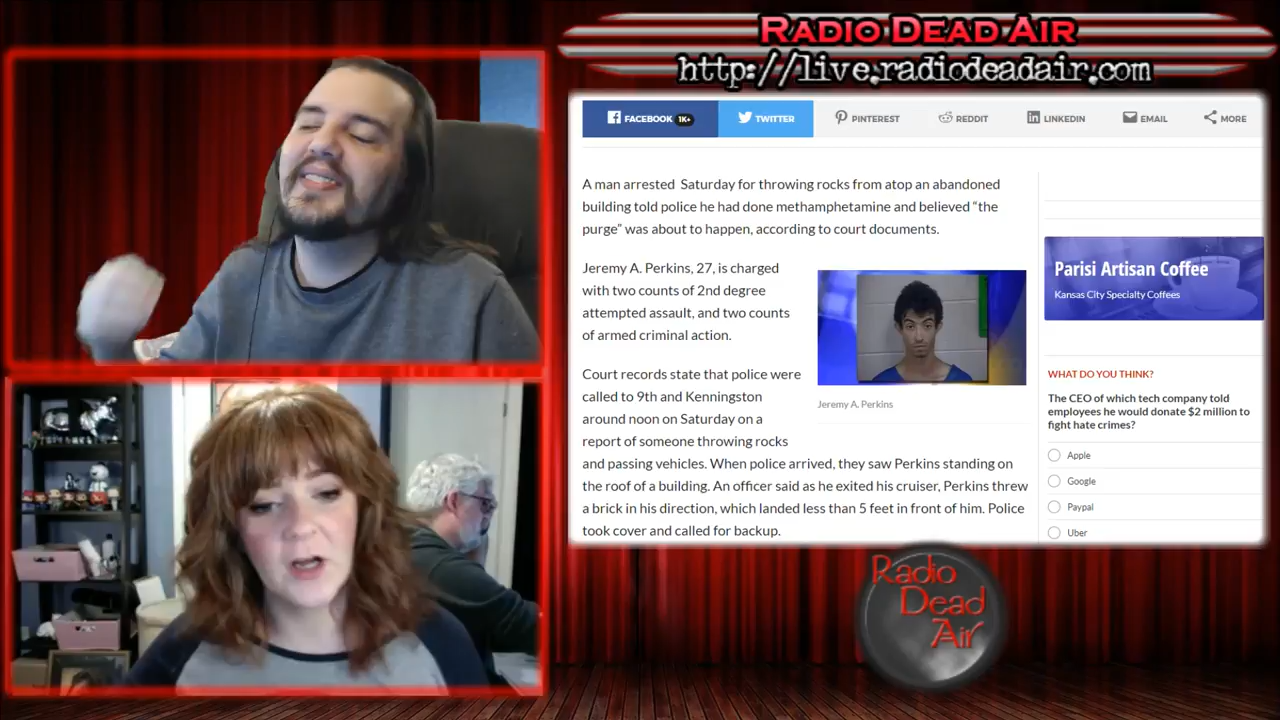 RADIO DEAD AIR
http://live.radiodeadair.com
FACEBOOK 1K+
TWITTER
PINTEREST
REDDIT
LINKEDIN
EMAIL
MORE
A man arrested Saturday for throwing rocks from atop an abandoned
building told police he had done methamphetamine and believed “the
purge” was about to happen, according to court documents.
Jeremy A. Perkins, 27, is charged
with two counts of 2nd degree
attempted assault, and two counts
of armed criminal action.
Jeremy A. Perkins
Court records state that police were
called to 9th and Kenningston
around noon on Saturday on a
report of someone throwing rocks
and passing vehicles. When police arrived, they saw Perkins standing on
the roof of a building. An officer said as he exited his cruiser, Perkins threw
a brick in his direction, which landed less than 5 feet in front of him. Police
took cover and called for backup.
Parisi Artisan Coffee
Kansas City Specialty Coffees
WHAT DO YOU THINK?
The CEO of which tech company told
employees he would donate $2 million to
fight hate crimes?
Apple
Google
Paypal
Uber
Radio
Dead
Air